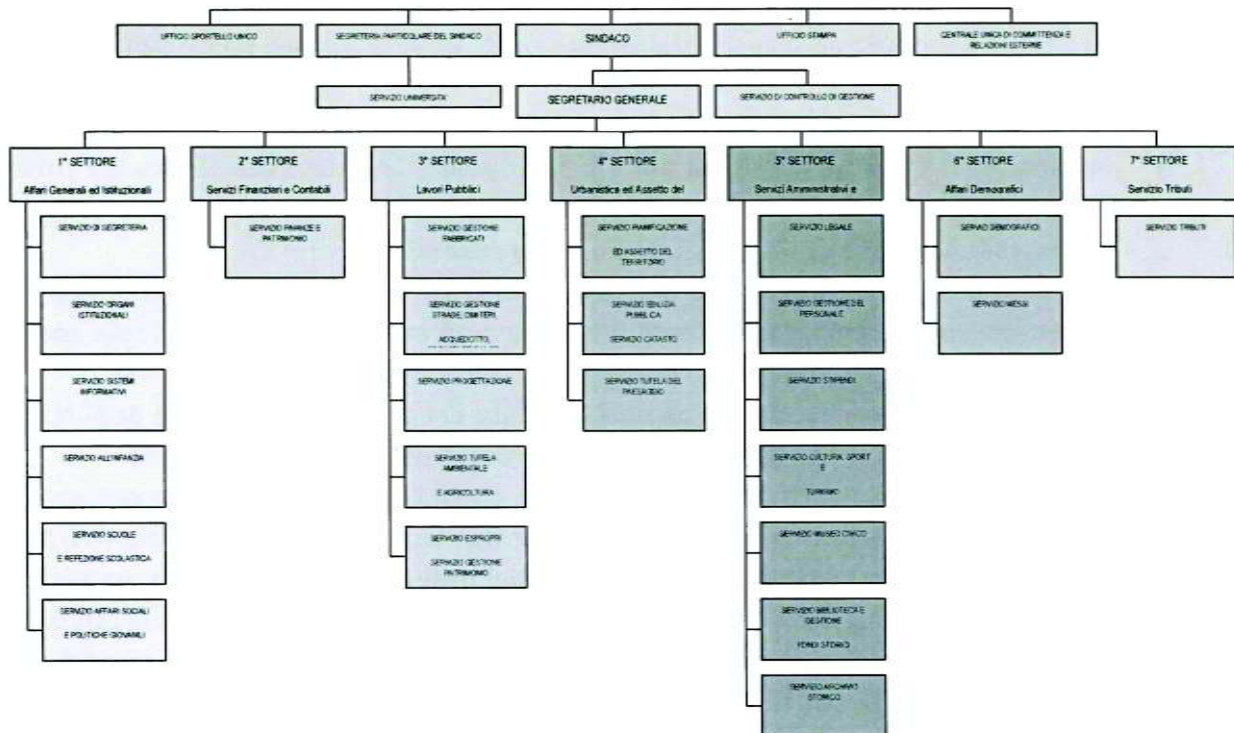 UFFICIO SPORTELLO UNICO
SEGRETERIA PARTICOLARE DEL SINDACO
SINDACO
UFFICIO STAMPA
CENTRALE UNICA DI COMMITTENZA E
RELAZIONI ESTERNE
SERVIZIO UNIVERSITA'
SEGRETARIO GENERALE
SERVIZIO DI CONTROLLO DI GESTIONE
1° SETTORE
Affari Generali ed Istituzionali
SERVIZIO DI SEGRETERIA
SERVIZIO ORGANI
ISTITUZIONALI
SERVIZIO SISTEMI
INFORMATIVI
SERVIZIO ALL'INFANZIA
SERVIZIO SCUOLE
E REFEZIONE SCOLASTICA
SERVIZIO AFFARI SOCIALI
E POLITICHE GIOVANILI
2° SETTORE
Servizi Finanziari e Contabili
SERVIZIO FINANZE E
PATRIMONIO
3° SETTORE
Lavori Pubblici
SERVIZIO GESTIONE
FABBRICATI
SERVIZIO GESTIONE
STRADE, CIMITERI,
ACQUEDOTTO,
SERVIZIO PROGETTAZIONE
SERVIZIO TUTELA
AMBIENTALE
E AGRICOLTURA
SERVIZIO ESPROPRI
SERVIZIO GESTIONE
PATRIMONIO
4° SETTORE
Urbanistica ed Assetto del
SERVIZIO PIANIFICAZIONE
ED ASSETTO DEL
TERRITORIO
SERVIZIO EDILIZIA
PUBBLICA
SERVIZIO CATASTO
SERVIZIO TUTELA DEL
PAESAGGIO
5° SETTORE
Servizi Amministrativi e
SERVIZIO LEGALE
SERVIZIO GESTIONE DEL
PERSONALE
SERVIZIO STIPENDI
SERVIZIO CULTURA, SPORT
E
TURISMO
SERVIZIO MUSEO CIVICO
SERVIZIO BIBLIOTECA E
GESTIONE
FONDI STORICI
SERVIZIO ARCHIVIO
STORICO
6° SETTORE
Affari Demografici
SERVIZI DEMOGRAFICI
SERVIZIO MESSI
7° SETTORE
Servizio Tributi
SERVIZIO TRIBUTI